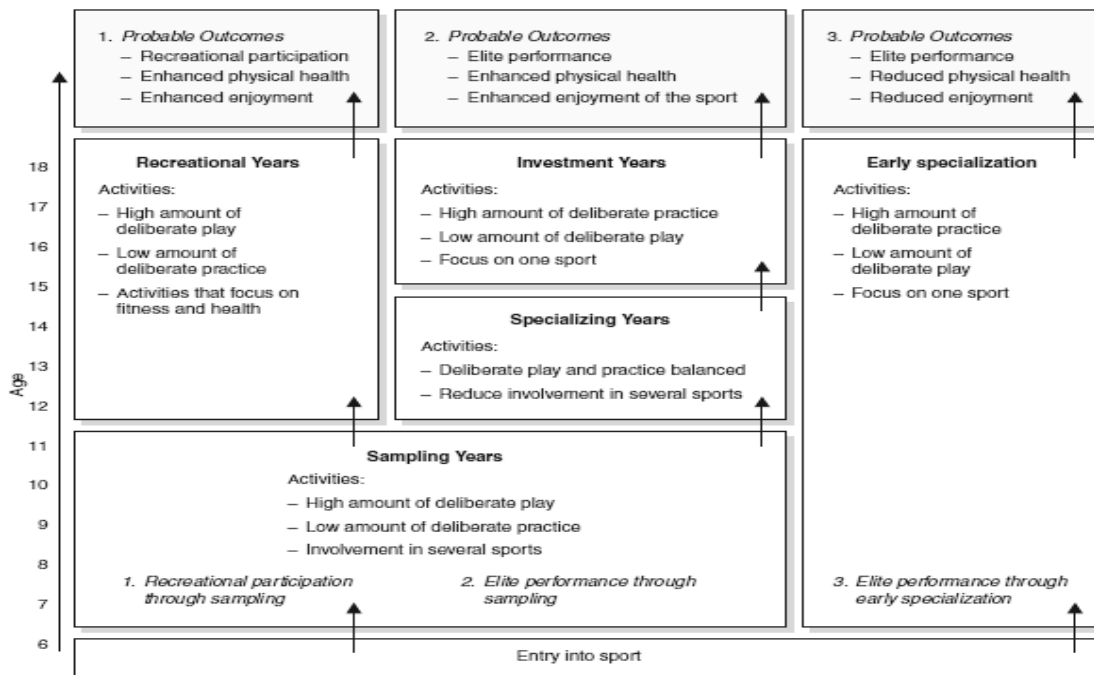 1. Probable Outcomes
– Recreational participation
– Enhanced physical health
– Enhanced enjoyment
2. Probable Outcomes
– Elite performance
– Enhanced physical health
– Enhanced enjoyment of the sport
3. Probable Outcomes
– Elite performance
– Reduced physical health
– Reduced enjoyment
Age
18
17
16
15
14
13
12
11
10
9
8
7
6
Recreational Years
Activities:
– High amount of
deliberate play
– Low amount of
deliberate practice
– Activities that focus on
fitness and health
Investment Years
Activities:
– High amount of deliberate practice
– Low amount of deliberate play
– Focus on one sport
Early specialization
Activities:
– High amount of
deliberate practice
– Low amount of
deliberate play
– Focus on one sport
Specializing Years
Activities:
– Deliberate play and practice balanced
– Reduce involvement in several sports
Sampling Years
Activities:
– High amount of deliberate play
– Low amount of deliberate practice
– Involvement in several sports
1. Recreational participation
through sampling
2. Elite performance through
sampling
3. Elite performance through
early specialization
Entry into sport